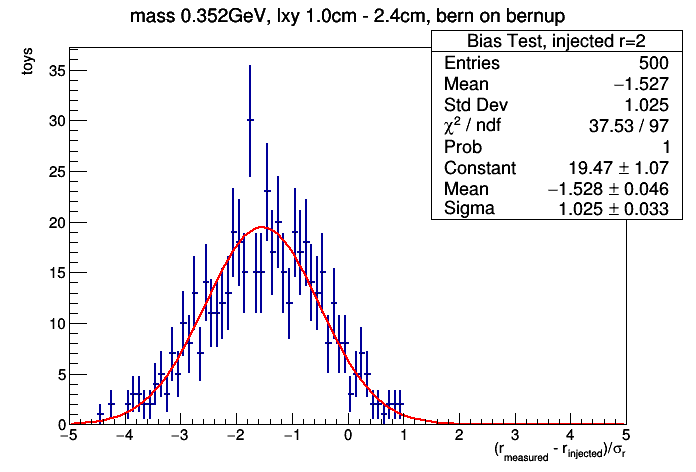 mass 0.352GeV, lxy 1.0cm - 2.4cm, bern on bernup
Bias Test, injected r=2
Entries 500
Mean −1.527
Std Dev 1.025
χ² / ndf 37.53 / 97
Prob 1
Constant 19.47 ± 1.07
Mean −1.528 ± 0.046
Sigma 1.025 ± 0.033
toys
35
30
25
20
15
10
5
0
−5 −4 −3 −2 −1 0 1 2 3 4 5
(r_measured - r_injected)/σ_r